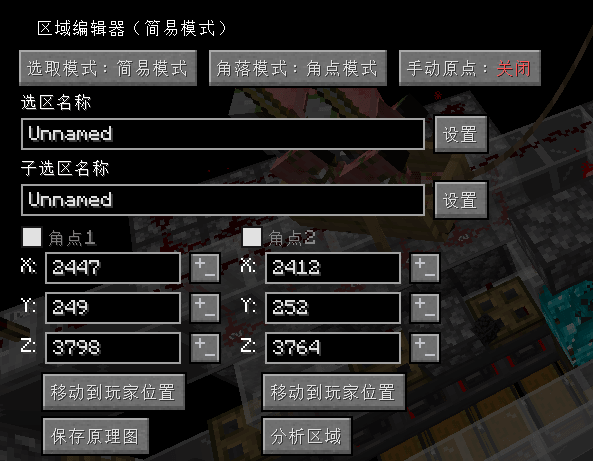 区域编辑器（简易模式）
选取模式：简易模式 角落模式：角点模式 手动原点：关闭
选区名称
Unnamed 设置
子选区名称
Unnamed 设置
角点1 角点2
X: 2447 + - X: 2412 + -
Y: 249 + - Y: 252 + -
Z: 3798 + - Z: 3764 + -
移动到玩家位置 移动到玩家位置
保存原理图 分析区域